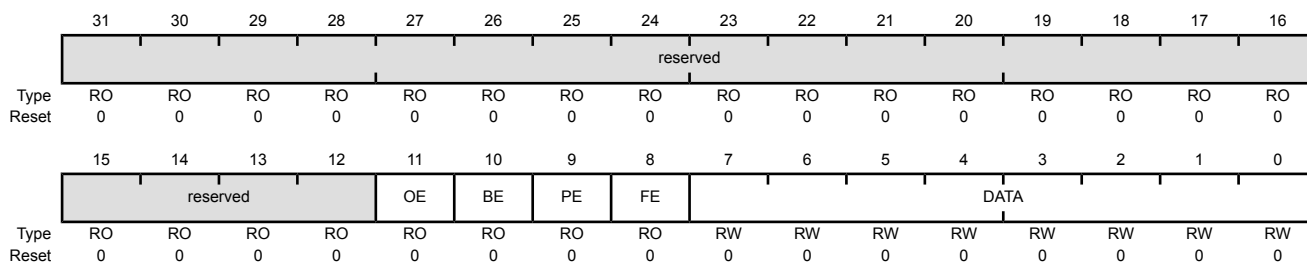 31 30 29 28 27 26 25 24 23 22 21 20 19 18 17 16
reserved
Type RO RO RO RO RO RO RO RO RO RO RO RO RO RO RO RO
Reset 0 0 0 0 0 0 0 0 0 0 0 0 0 0 0 0
15 14 13 12 11 10 9 8 7 6 5 4 3 2 1 0
reserved OE BE PE FE DATA
Type RO RO RO RO RO RO RO RO RW RW RW RW RW RW RW RW
Reset 0 0 0 0 0 0 0 0 0 0 0 0 0 0 0 0